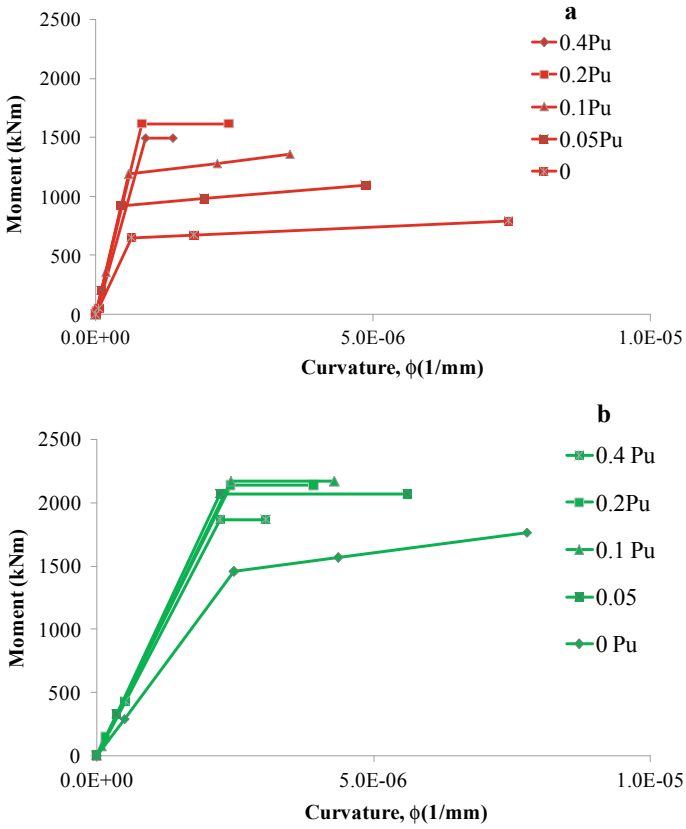 a
2500
2000
1500
1000
500
0
Moment (kNm)
0.4Pu
0.2Pu
0.1Pu
0.05Pu
0
0.0E+00
5.0E-06
1.0E-05
Curvature, ϕ(1/mm)
b
2500
2000
1500
1000
500
0
Moment (kNm)
0.4 Pu
0.2Pu
0.1 Pu
0.05
0 Pu
0.0E+00
5.0E-06
1.0E-05
Curvature, ϕ(1/mm)